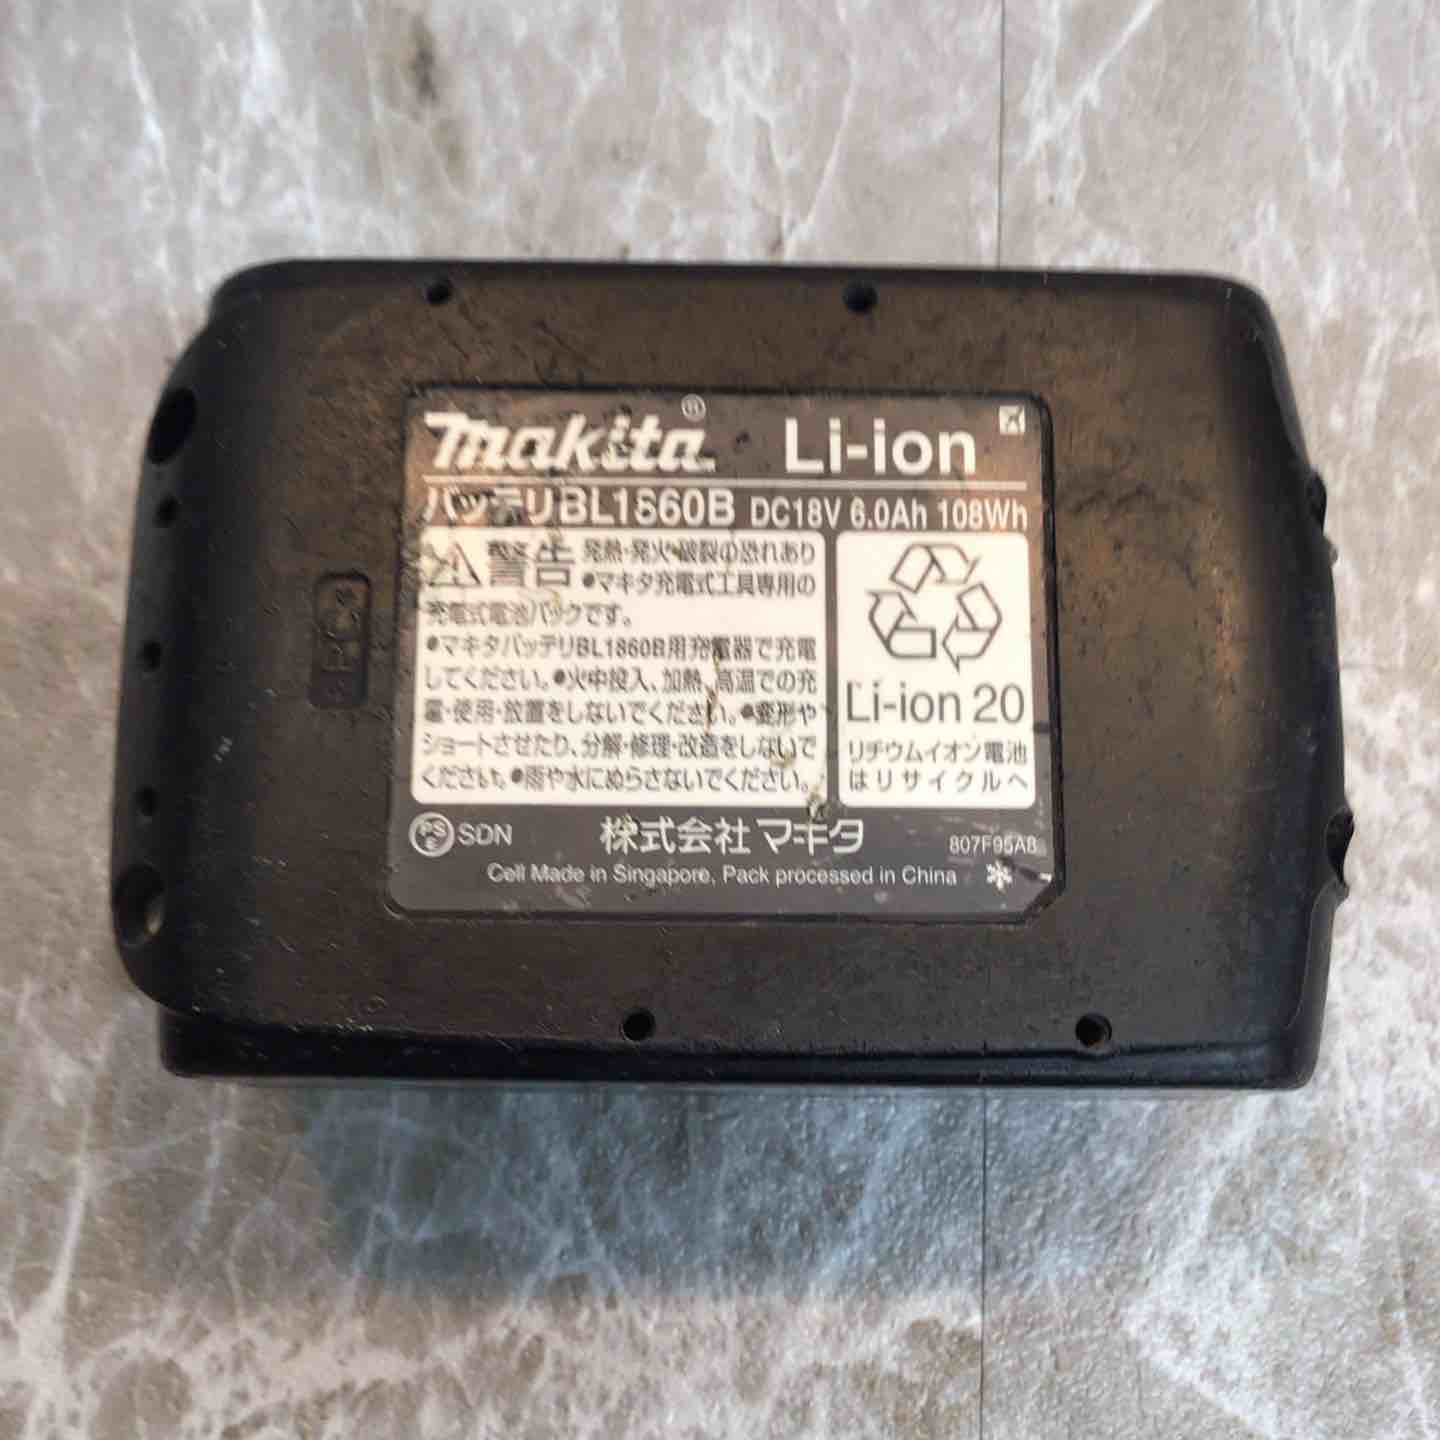 makita® Li-ion
バッテリBL1860B DC18V 6.0Ah 108Wh
警告 発熱・発火・破裂の恐れあり
●マキタ充電式工具専用の
充電式電池パックです。
●マキタバッテリBL1860B用充電器で充電
してください。●火中投入、加熱、高温での充
電・使用・放置をしないでください。●変形や
ショートさせたり、分解・修理・改造をしないで
ください。●雨や水にぬらさないでください。
Li-ion 20
リチウムイオン電池
はリサイクルへ
PSE SDN 株式会社マキタ 807F95A8
Cell Made in Singapore, Pack processed in China
>PC<